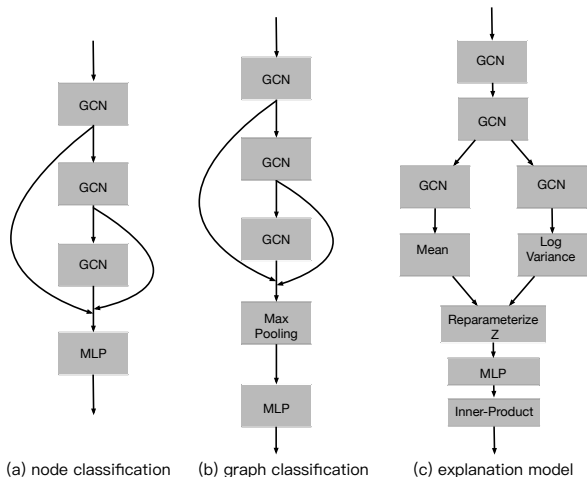 GCN
GCN
GCN
MLP
(a) node classification
GCN
GCN
GCN
Max
Pooling
MLP
(b) graph classification
GCN
GCN
GCN
GCN
Mean
Log
Variance
Reparameterize
Z
MLP
Inner-Product
(c) explanation model